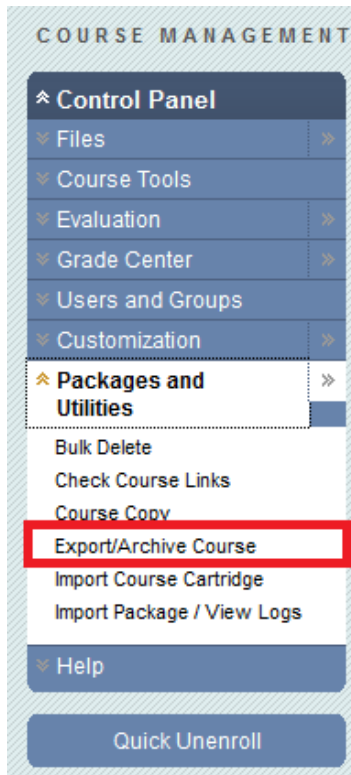 COURSE MANAGEMENT
Control Panel
Files
Course Tools
Evaluation
Grade Center
Users and Groups
Customization
Packages and
Utilities
Bulk Delete
Check Course Links
Course Copy
Export/Archive Course
Import Course Cartridge
Import Package / View Logs
Help
Quick Unenroll